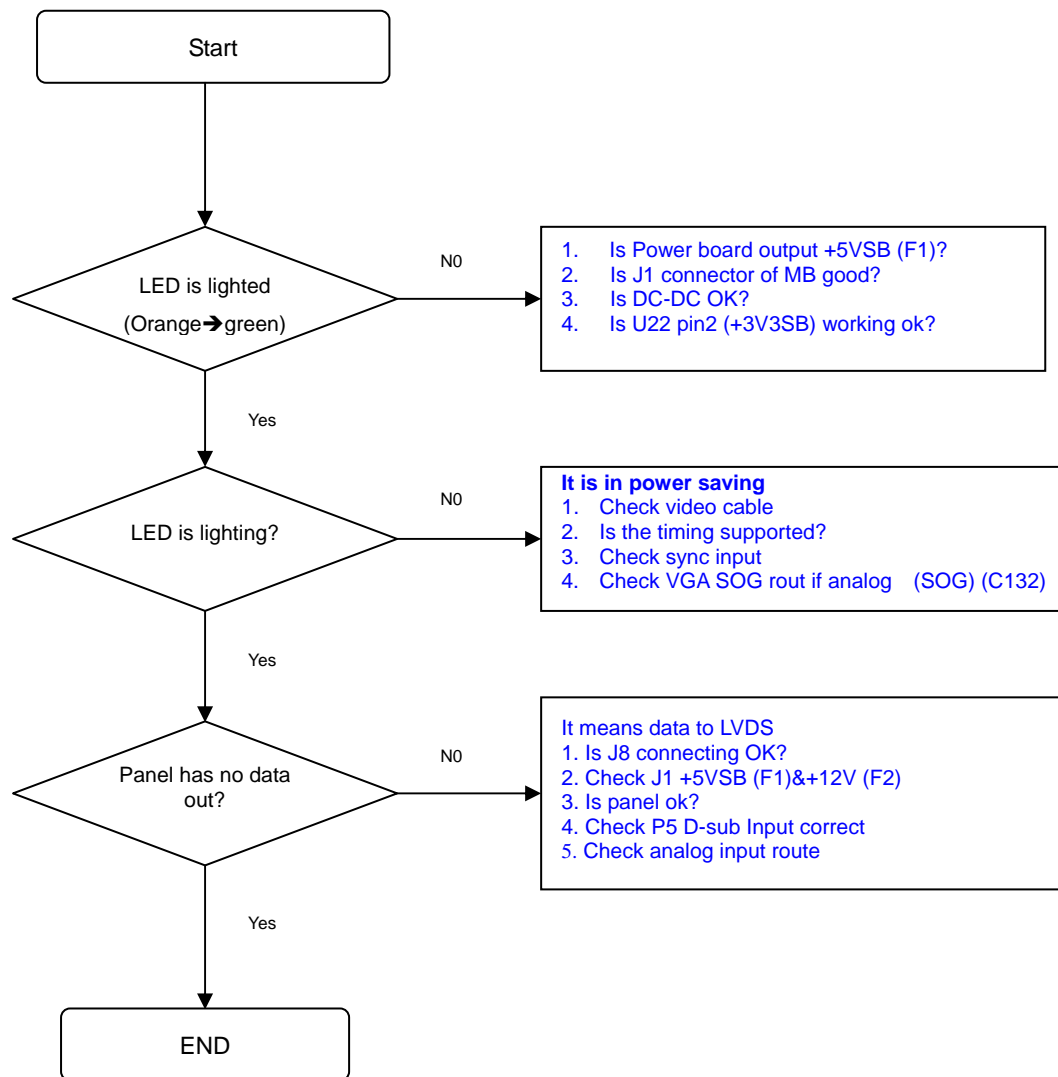 Start
LED is lighted
(Orange➔green)
N0
1. Is Power board output +5VSB (F1)?
2. Is J1 connector of MB good?
3. Is DC-DC OK?
4. Is U22 pin2 (+3V3SB) working ok?
Yes
LED is lighting?
N0
It is in power saving
1. Check video cable
2. Is the timing supported?
3. Check sync input
4. Check VGA SOG rout if analog (SOG) (C132)
Yes
Panel has no data
out?
N0
It means data to LVDS
1. Is J8 connecting OK?
2. Check J1 +5VSB (F1)&+12V (F2)
3. Is panel ok?
4. Check P5 D-sub Input correct
5. Check analog input route
Yes
END